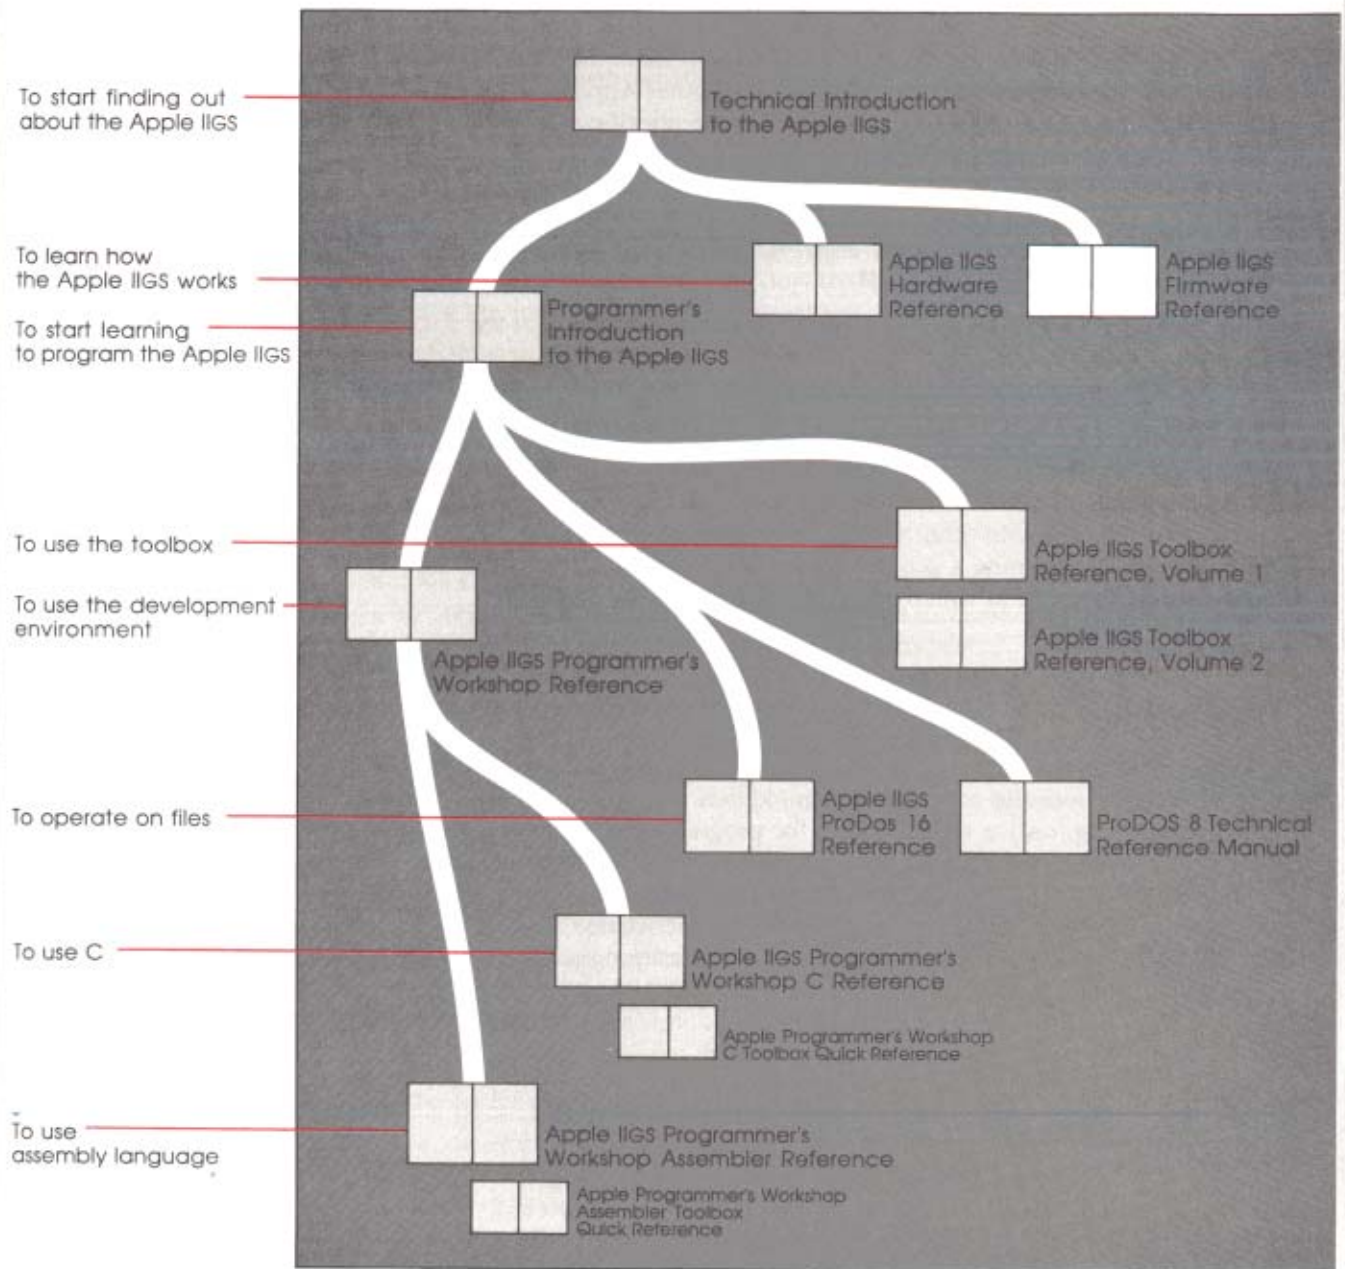 To start finding out
about the Apple IIGS
Technical Introduction
to the Apple IIGS
To learn how
the Apple IIGS works
Apple IIGS
Hardware
Reference
Apple IIGS
Firmware
Reference
To start learning
to program the Apple IIGS
Programmer's
Introduction
to the Apple IIGS
To use the toolbox
Apple IIGS Toolbox
Reference, Volume 1
To use the development
environment
Apple IIGS Toolbox
Reference, Volume 2
Apple IIGS Programmer's
Workshop Reference
To operate on files
Apple IIGS
ProDos 16
Reference
ProDOS 8 Technical
Reference Manual
To use C
Apple IIGS Programmer's
Workshop C Reference
Apple Programmer's Workshop
C Toolbox Quick Reference
To use
assembly language
Apple IIGS Programmer's
Workshop Assembler Reference
Apple Programmer's Workshop
Assembler Toolbox
Quick Reference